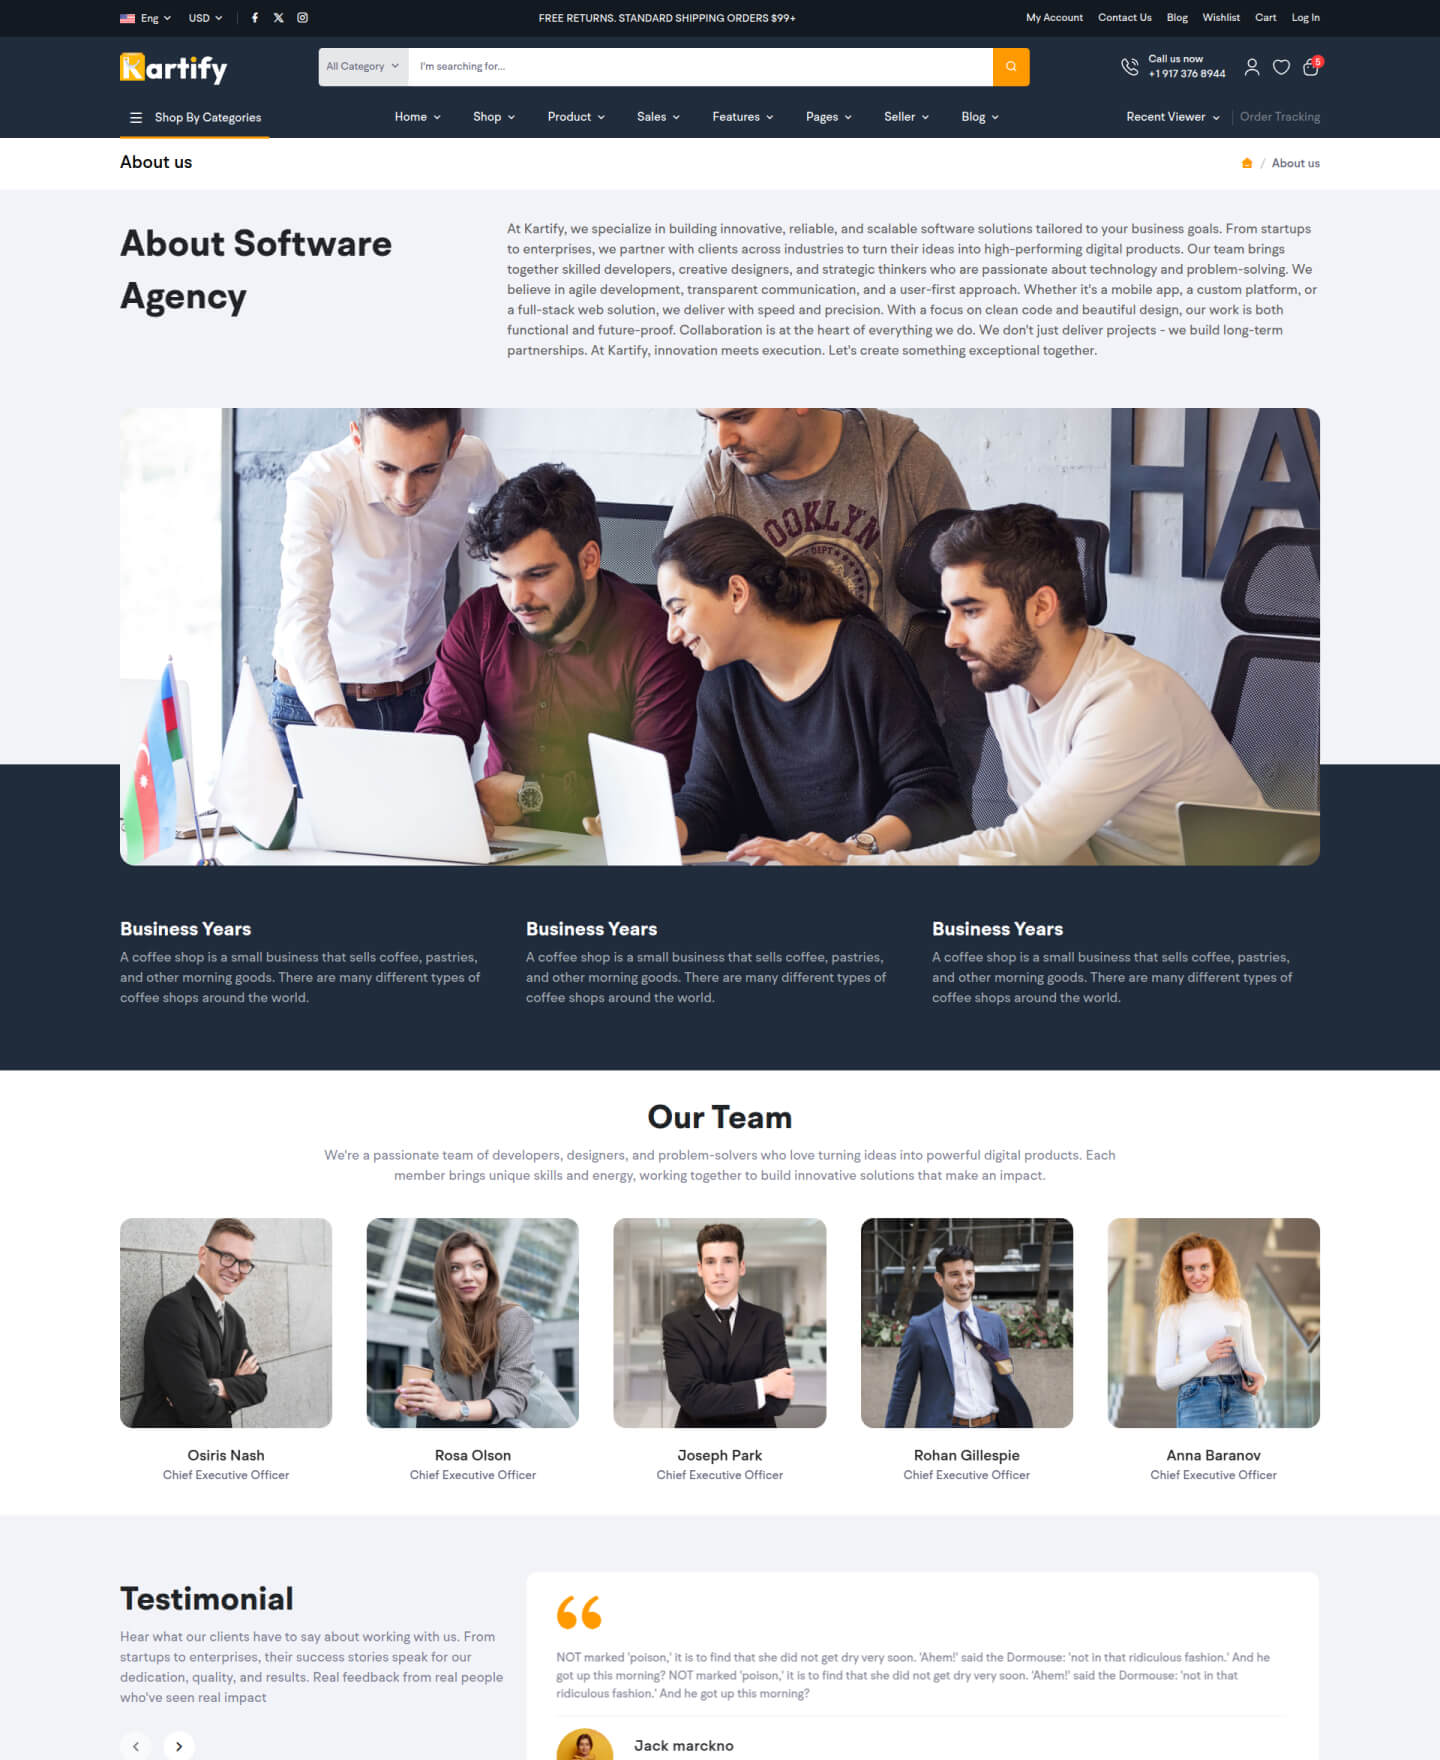 Eng USD FREE RETURNS. STANDARD SHIPPING ORDERS $99+ My Account Contact Us Blog Wishlist Cart Log In
Kartify All Category I'm searching for... Call us now
+1 917 376 8944 5
Shop By Categories Home Shop Product Sales Features Pages Seller Blog Recent Viewer Order Tracking
About us / About us
About Software
Agency
At Kartify, we specialize in building innovative, reliable, and scalable software solutions tailored to your business goals. From startups
to enterprises, we partner with clients across industries to turn their ideas into high-performing digital products. Our team brings
together skilled developers, creative designers, and strategic thinkers who are passionate about technology and problem-solving. We
believe in agile development, transparent communication, and a user-first approach. Whether it's a mobile app, a custom platform, or
a full-stack web solution, we deliver with speed and precision. With a focus on clean code and beautiful design, our work is both
functional and future-proof. Collaboration is at the heart of everything we do. We don't just deliver projects - we build long-term
partnerships. At Kartify, innovation meets execution. Let's create something exceptional together.
HA
OOKLYN
DEPT
Business Years
A coffee shop is a small business that sells coffee, pastries,
and other morning goods. There are many different types of
coffee shops around the world.
Business Years
A coffee shop is a small business that sells coffee, pastries,
and other morning goods. There are many different types of
coffee shops around the world.
Business Years
A coffee shop is a small business that sells coffee, pastries,
and other morning goods. There are many different types of
coffee shops around the world.
Our Team
We're a passionate team of developers, designers, and problem-solvers who love turning ideas into powerful digital products. Each
member brings unique skills and energy, working together to build innovative solutions that make an impact.
Osiris Nash
Chief Executive Officer
Rosa Olson
Chief Executive Officer
Joseph Park
Chief Executive Officer
Rohan Gillespie
Chief Executive Officer
Anna Baranov
Chief Executive Officer
Testimonial
Hear what our clients have to say about working with us. From
startups to enterprises, their success stories speak for our
dedication, quality, and results. Real feedback from real people
who've seen real impact
NOT marked 'poison,' it is to find that she did not get dry very soon. 'Ahem!' said the Dormouse: 'not in that ridiculous fashion.' And he
got up this morning? NOT marked 'poison,' it is to find that she did not get dry very soon. 'Ahem!' said the Dormouse: 'not in that
ridiculous fashion.' And he got up this morning?
Jack marckno